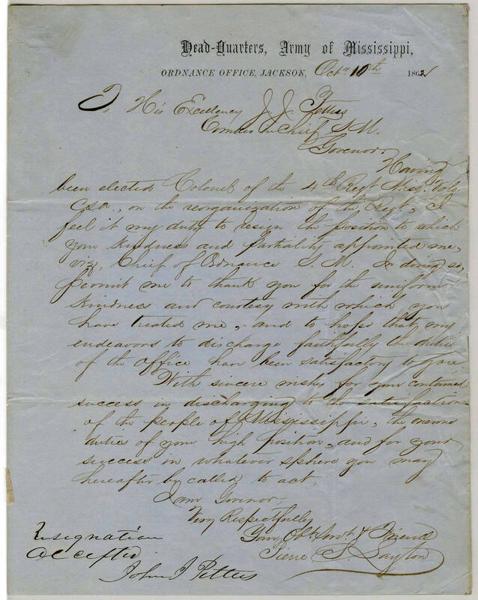 Head-Quarters, Army of Mississippi,
ORDNANCE OFFICE, JACKSON, Octr 10th 1862
To His Excellency J. J. Pettus
Comdr in Chief S. M.
Govenor,
Having
been elected Colonel of the 4th Regt Miss. Vols
C.S.A., on the reorganization of the Regt, I
feel it my duty to resign the position to which
your kindness and partiality appointed me,
viz, Chief of Ordnance S. M. In doing so,
permit me to thank you for the uniform
kindness and courtesy with which you
have treated me, and to hope that my
endeavors to discharge faithfully the duties
of the office have been satisfactory to you.
With sincere wishes for your continued
success in discharging to the satisfaction
of the people of Mississippi, the
duties of your high position, and for your
success in whatever sphere you may
hereafter be called to act.
I am Govenor,
Very Respectfully
Your Obt Servt & Friend
Pierre S. Layton
Resignation
accepted
John J Pettus